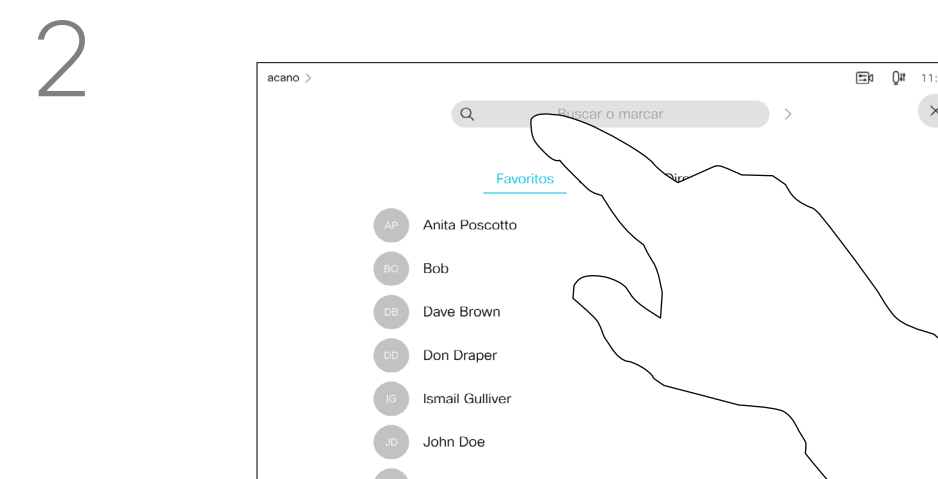 2
acano >
11:
Buscar o marcar >
Favoritos
AP Anita Poscotto
BO Bob
DB Dave Brown
DD Don Draper
IG Ismail Gulliver
JD John Doe